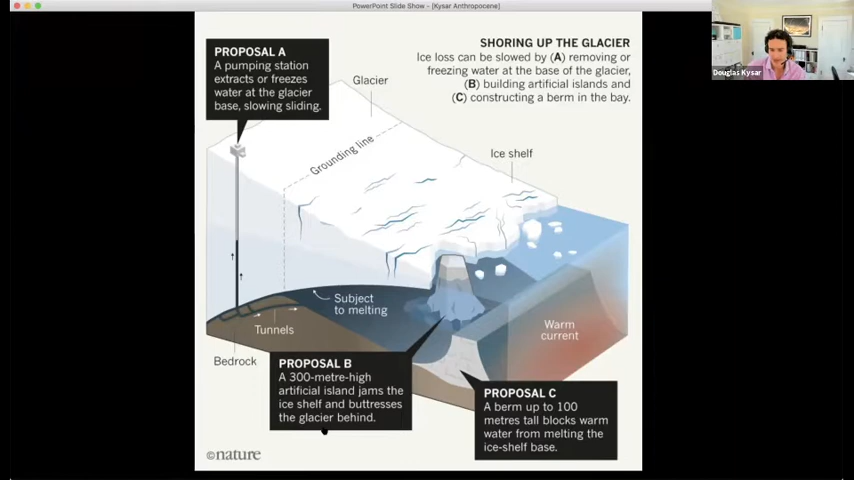 PowerPoint Slide Show - [Kysar Anthropocene]
Douglas Kysar
PROPOSAL A
A pumping station
extracts or freezes
water at the glacier
base, slowing sliding.
SHORING UP THE GLACIER
Ice loss can be slowed by (A) removing or
freezing water at the base of the glacier,
(B) building artificial islands and
(C) constructing a berm in the bay.
Glacier
Grounding line
Ice shelf
Subject
to melting
Tunnels
Bedrock
Warm
current
PROPOSAL B
A 300-metre-high
artificial island jams the
ice shelf and buttresses
the glacier behind.
PROPOSAL C
A berm up to 100
metres tall blocks warm
water from melting the
ice-shelf base.
©nature